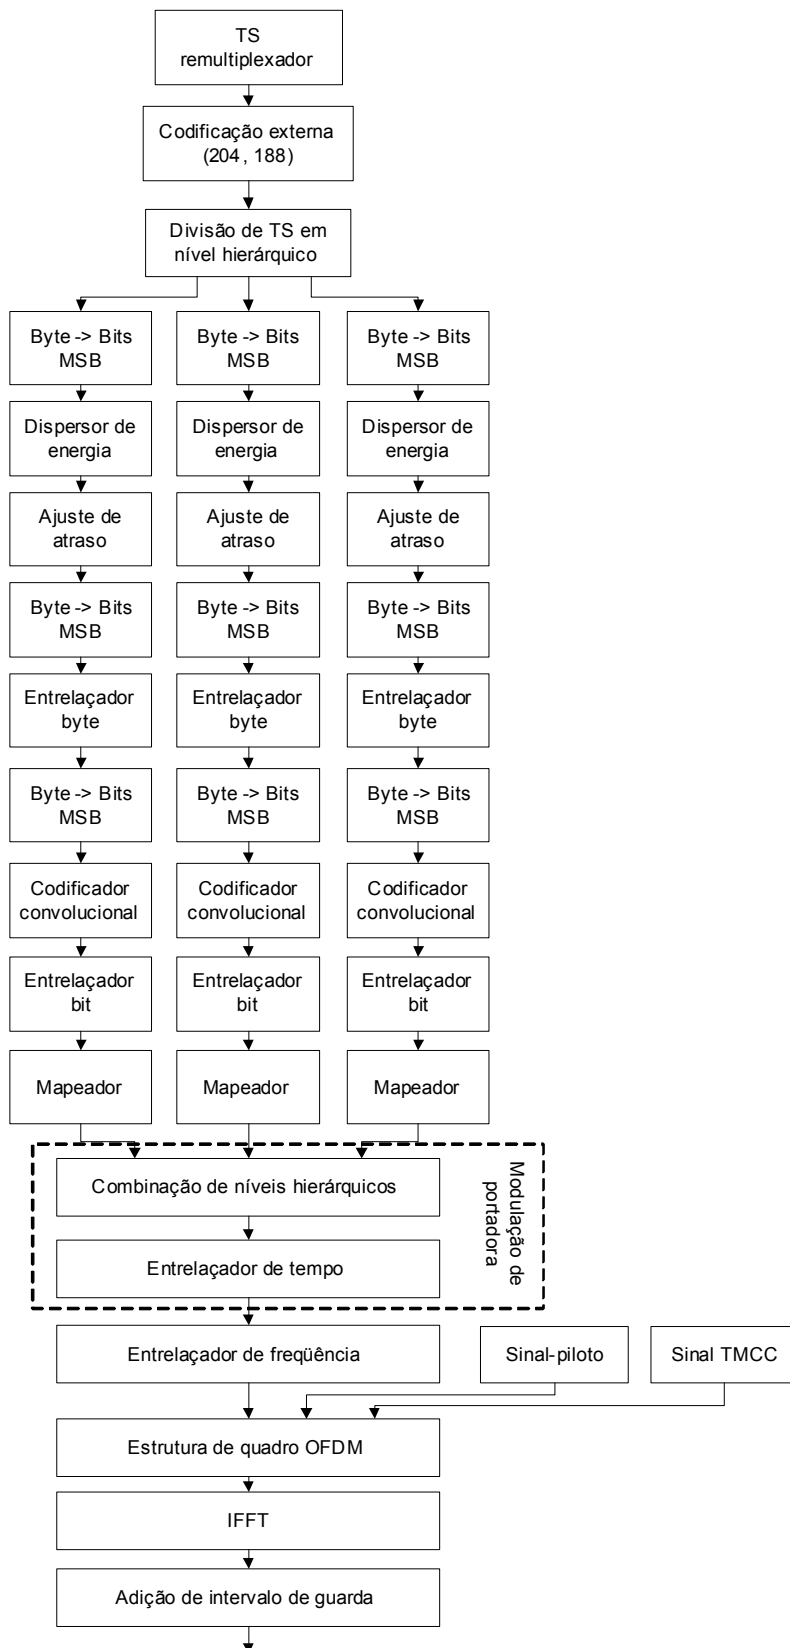 TS
remultiplexador
Codificação externa
(204, 188)
Divisão de TS em
nível hierárquico
Byte -> Bits
MSB
Byte -> Bits
MSB
Byte -> Bits
MSB
Dispersor de
energia
Dispersor de
energia
Dispersor de
energia
Ajuste de
atraso
Ajuste de
atraso
Ajuste de
atraso
Byte -> Bits
MSB
Byte -> Bits
MSB
Byte -> Bits
MSB
Entrelaçador
byte
Entrelaçador
byte
Entrelaçador
byte
Byte -> Bits
MSB
Byte -> Bits
MSB
Byte -> Bits
MSB
Codificador
convolucional
Codificador
convolucional
Codificador
convolucional
Entrelaçador
bit
Entrelaçador
bit
Entrelaçador
bit
Mapeador
Mapeador
Mapeador
Combinação de níveis hierárquicos
Entrelaçador de tempo
Modulação de
portadora
Entrelaçador de freqüência
Sinal-piloto
Sinal TMCC
Estrutura de quadro OFDM
IFFT
Adição de intervalo de guarda